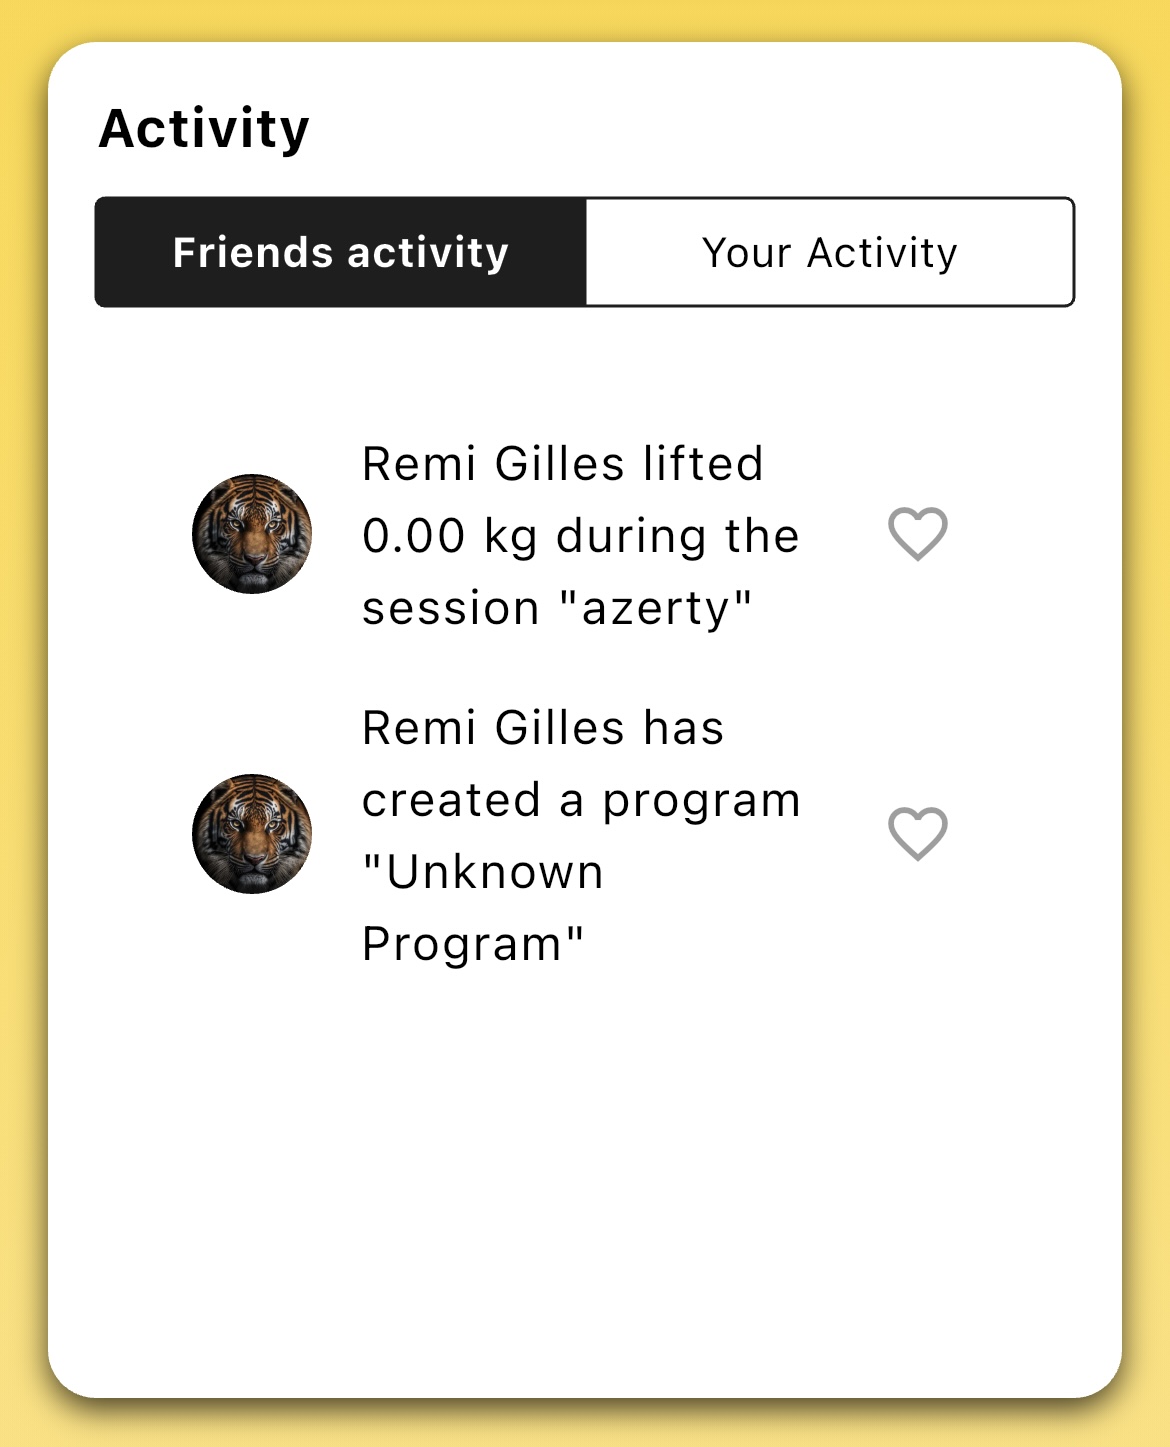 Activity
Friends activity
Your Activity
Remi Gilles lifted
0.00 kg during the
session "azerty"
Remi Gilles has
created a program
"Unknown
Program"